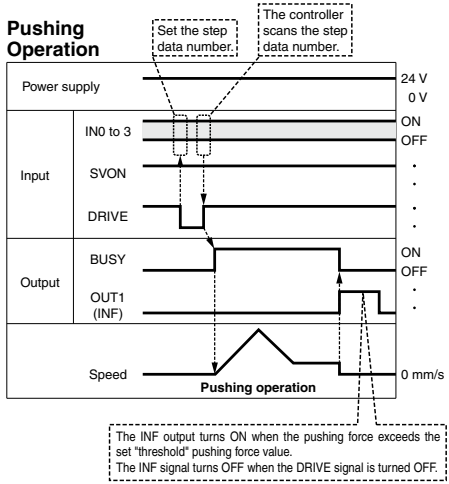 Pushing
Operation
Set the step
data number.
The controller
scans the step
data number.
Power supply
24 V
0 V
Input
IN0 to 3
ON
OFF
SVON
DRIVE
Output
BUSY
ON
OFF
OUT1
(INF)
Speed
0 mm/s
Pushing operation
The INF output turns ON when the pushing force exceeds the
set "threshold" pushing force value.
The INF signal turns OFF when the DRIVE signal is turned OFF.